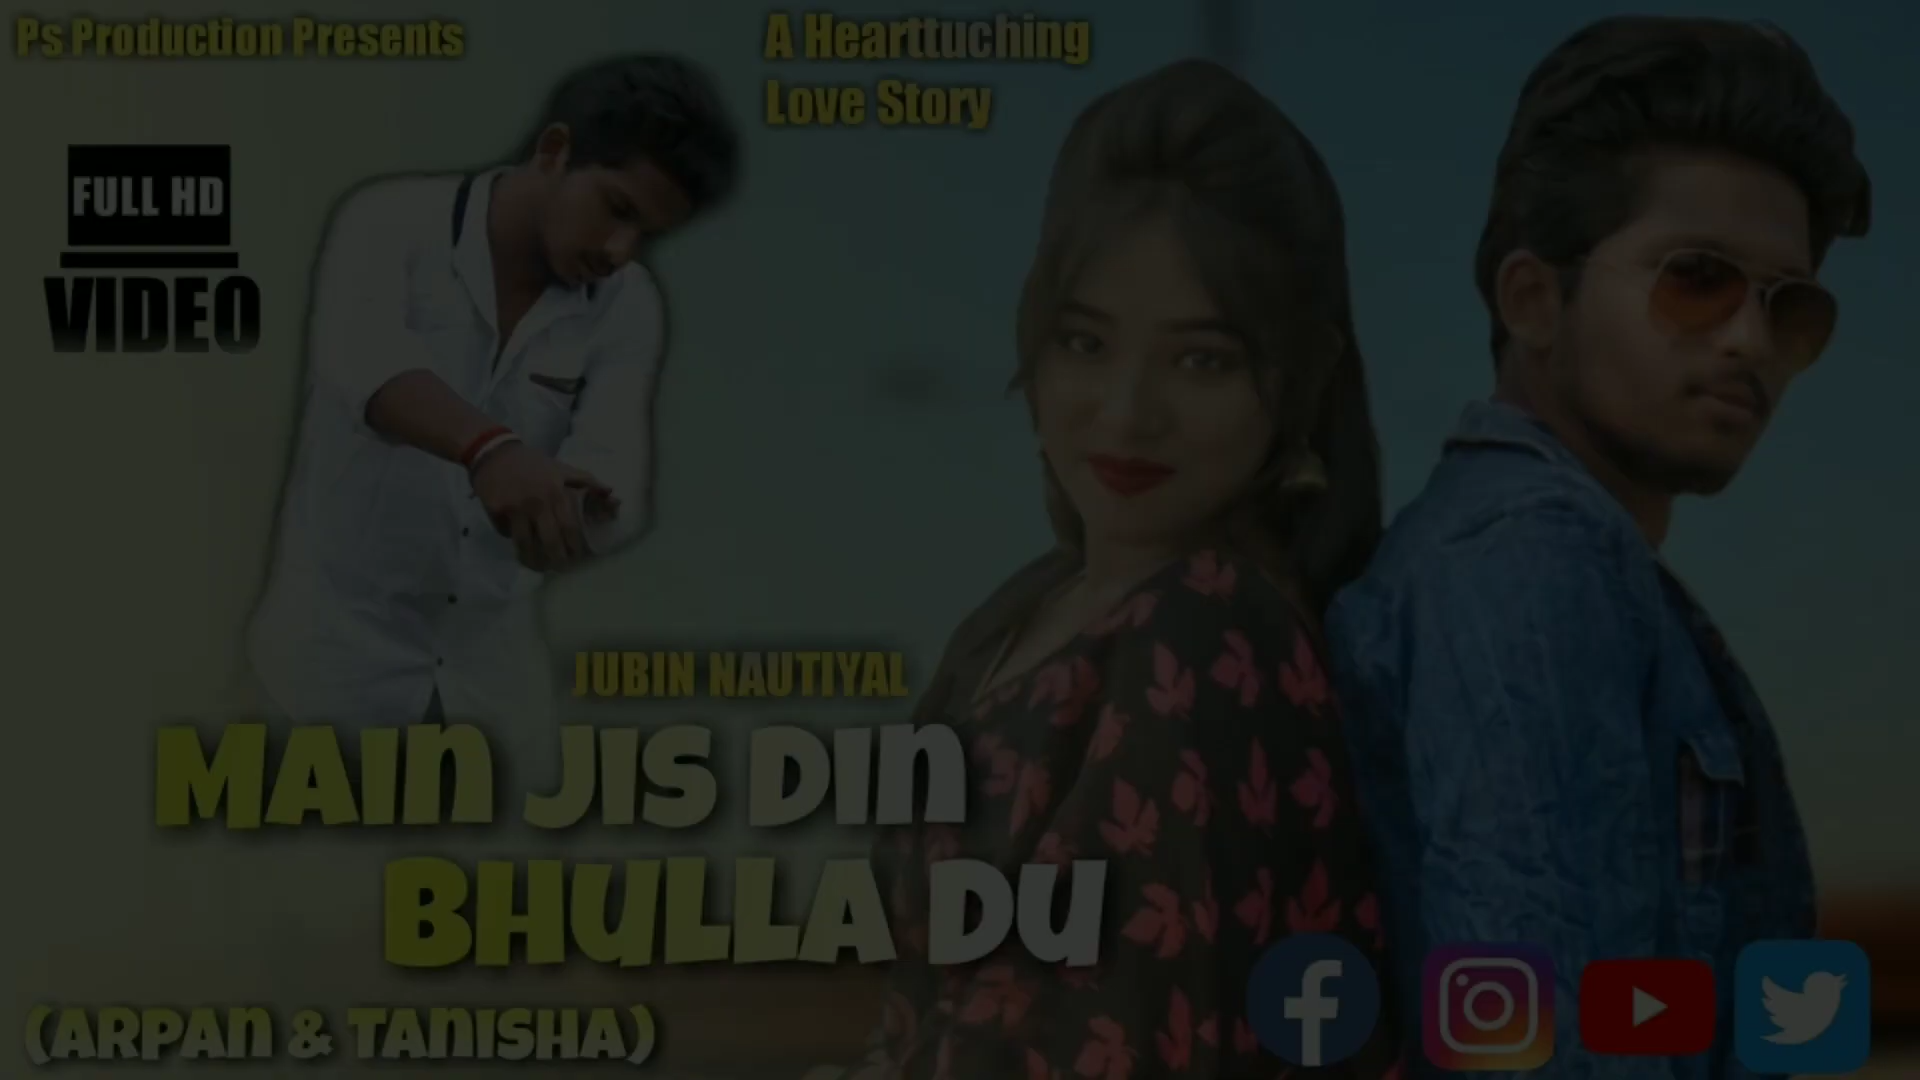 Ps Production Presents
A Hearttuching
Love Story
FULL HD
VIDEO
JUBIN NAUTIYAL
MAIN JIS DIN
BHULLA DU
(ARPAN & TANISHA)